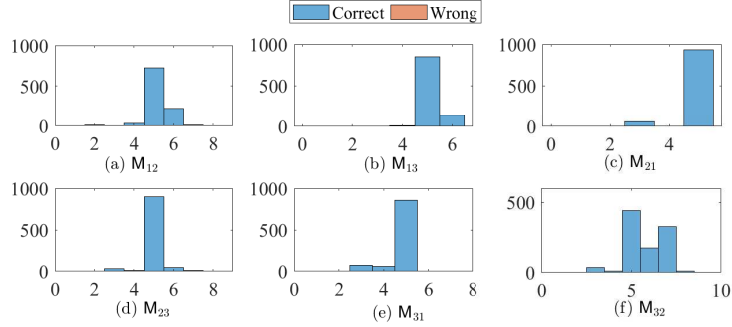 Correct Wrong
1000 1000 1000
500 500 500
0 0 0
0 2 4 6 8 0 2 4 6 0 2 4
(a) M12 (b) M13 (c) M21
1000 1000 500
500 500
0 0 0
0 2 4 6 8 0 2 4 6 8 0 5 10
(d) M23 (e) M31 (f) M32